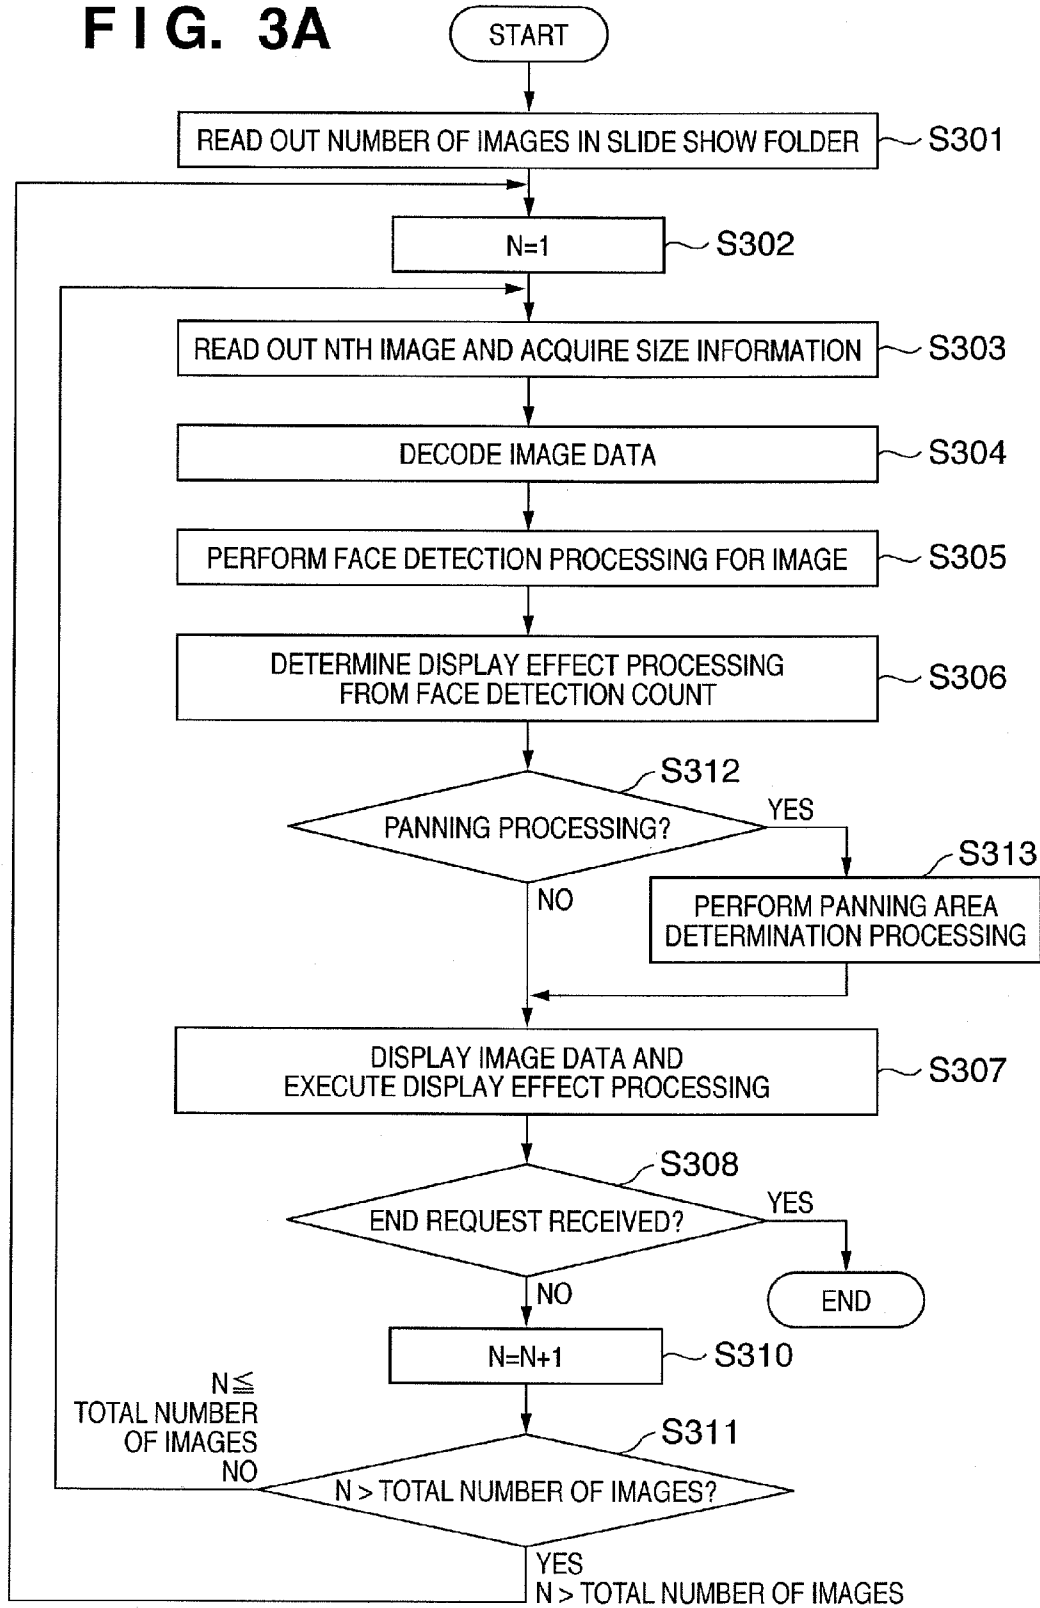 FIG. 3A
START
READ OUT NUMBER OF IMAGES IN SLIDE SHOW FOLDER
S301
N=1
S302
READ OUT NTH IMAGE AND ACQUIRE SIZE INFORMATION
S303
DECODE IMAGE DATA
S304
PERFORM FACE DETECTION PROCESSING FOR IMAGE
S305
DETERMINE DISPLAY EFFECT PROCESSING
FROM FACE DETECTION COUNT
S306
S312
PANNING PROCESSING?
YES
NO
S313
PERFORM PANNING AREA
DETERMINATION PROCESSING
DISPLAY IMAGE DATA AND
EXECUTE DISPLAY EFFECT PROCESSING
S307
S308
END REQUEST RECEIVED?
YES
END
NO
N=N+1
S310
N≦
TOTAL NUMBER
OF IMAGES
NO
S311
N > TOTAL NUMBER OF IMAGES?
YES
N > TOTAL NUMBER OF IMAGES